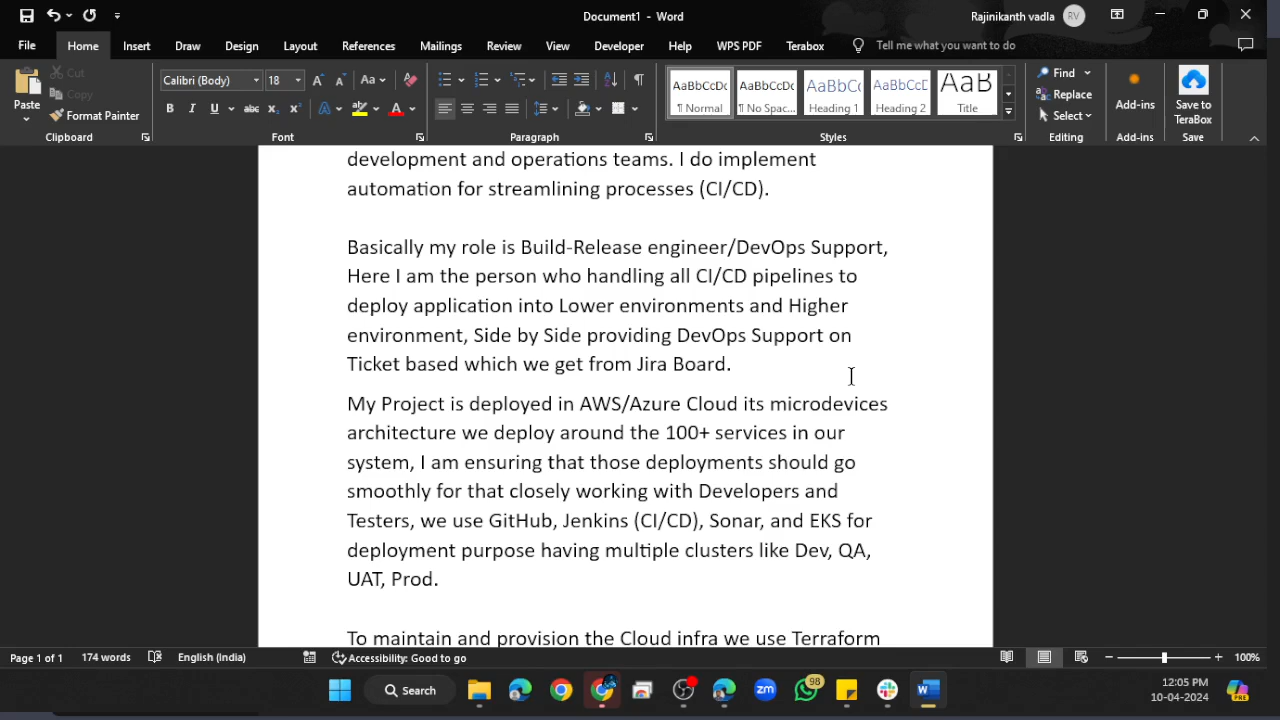 Document1 - Word
Rajinikanth vadla
RV
File
Home
Insert
Draw
Design
Layout
References
Mailings
Review
View
Developer
Help
WPS PDF
Terabox
Tell me what you want to do
Paste
Cut
Copy
Format Painter
Clipboard
Calibri (Body)
18
Font
Paragraph
AaBbCcDc
¶ Normal
AaBbCcDc
¶ No Spac...
AaBbCc
Heading 1
AaBbCcC
Heading 2
AaB
Title
Styles
Find
Replace
Select
Editing
Add-ins
Add-ins
Save to
TeraBox
Save
development and operations teams. I do implement
automation for streamlining processes (CI/CD).
Basically my role is Build-Release engineer/DevOps Support,
Here I am the person who handling all CI/CD pipelines to
deploy application into Lower environments and Higher
environment, Side by Side providing DevOps Support on
Ticket based which we get from Jira Board.
My Project is deployed in AWS/Azure Cloud its microdevices
architecture we deploy around the 100+ services in our
system, I am ensuring that those deployments should go
smoothly for that closely working with Developers and
Testers, we use GitHub, Jenkins (CI/CD), Sonar, and EKS for
deployment purpose having multiple clusters like Dev, QA,
UAT, Prod.
To maintain and provision the Cloud infra we use Terraform
Page 1 of 1
174 words
English (India)
Accessibility: Good to go
100%
Search
98
12:05 PM
10-04-2024